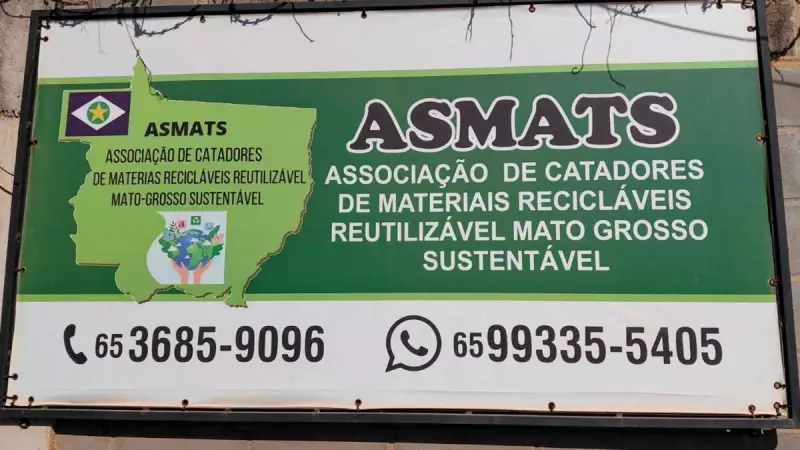 ASMATS
ASSOCIAÇÃO DE CATADORES
DE MATERIAS RECICLÁVEIS REUTILIZÁVEL
MATO-GROSSO SUSTENTÁVEL
ASMATS
ASSOCIAÇÃO DE CATADORES
DE MATERIAIS RECICLÁVEIS
REUTILIZÁVEL MATO GROSSO
SUSTENTÁVEL
65 3685-9096
65 99335-5405